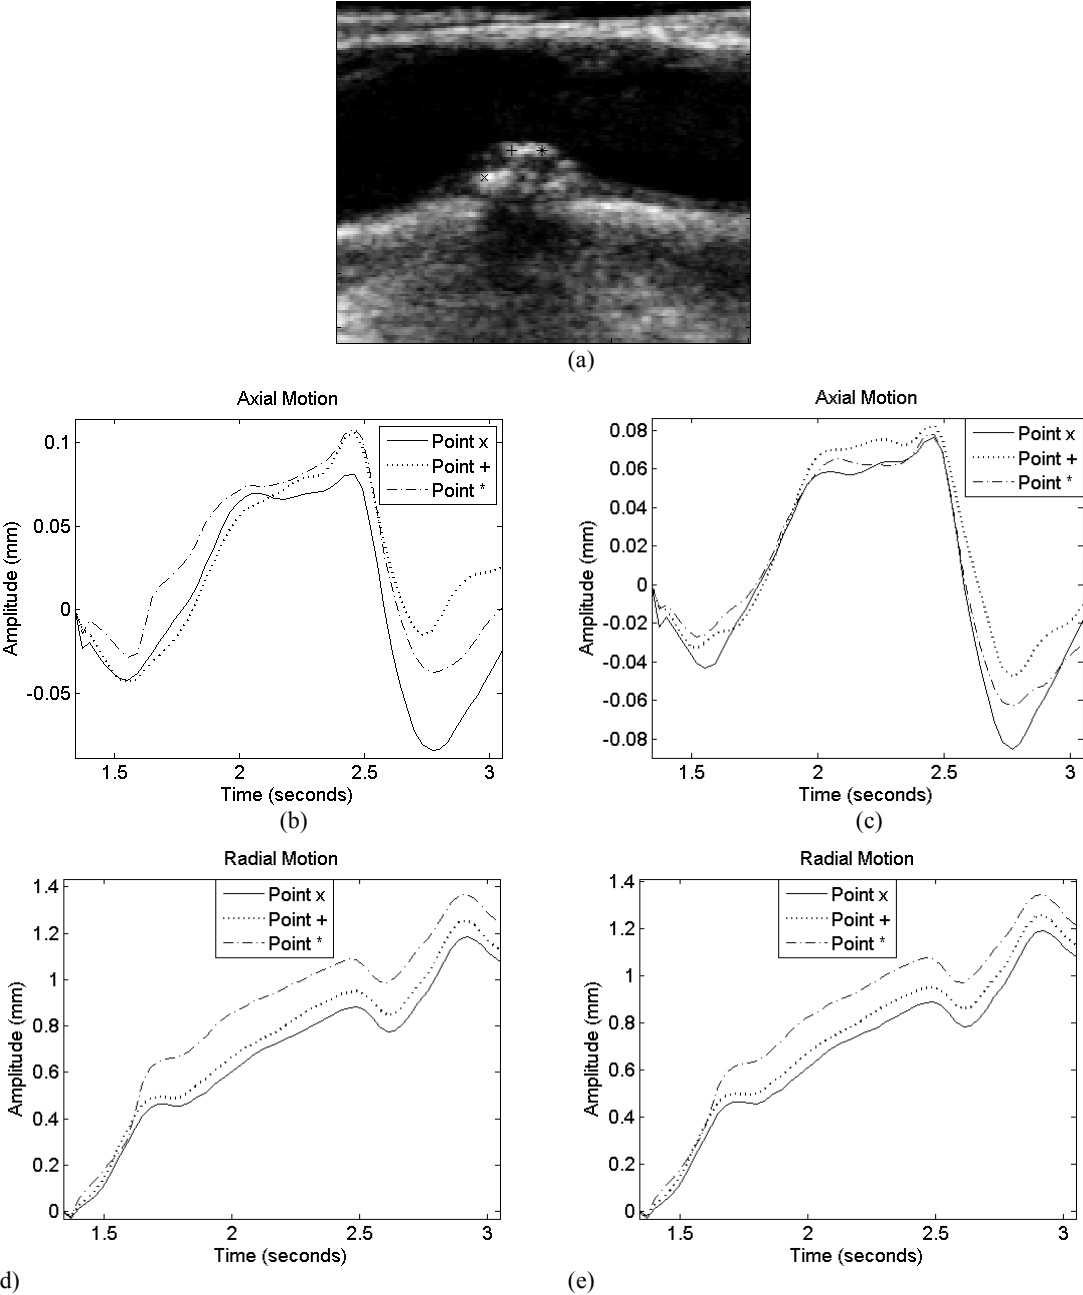 (a)
Axial Motion
Amplitude (mm)
0.1
0.05
0
-0.05
Point x
Point +
Point *
1.5 2 2.5 3
Time (seconds)
(b)
Axial Motion
Amplitude (mm)
0.08
0.06
0.04
0.02
0
-0.02
-0.04
-0.06
-0.08
Point x
Point +
Point *
1.5 2 2.5 3
Time (seconds)
(c)
Radial Motion
Amplitude (mm)
1.4
1.2
1
0.8
0.6
0.4
0.2
0
Point x
Point +
Point *
1.5 2 2.5 3
Time (seconds)
d)
Radial Motion
Amplitude (mm)
1.4
1.2
1
0.8
0.6
0.4
0.2
0
Point x
Point +
Point *
1.5 2 2.5 3
Time (seconds)
(e)